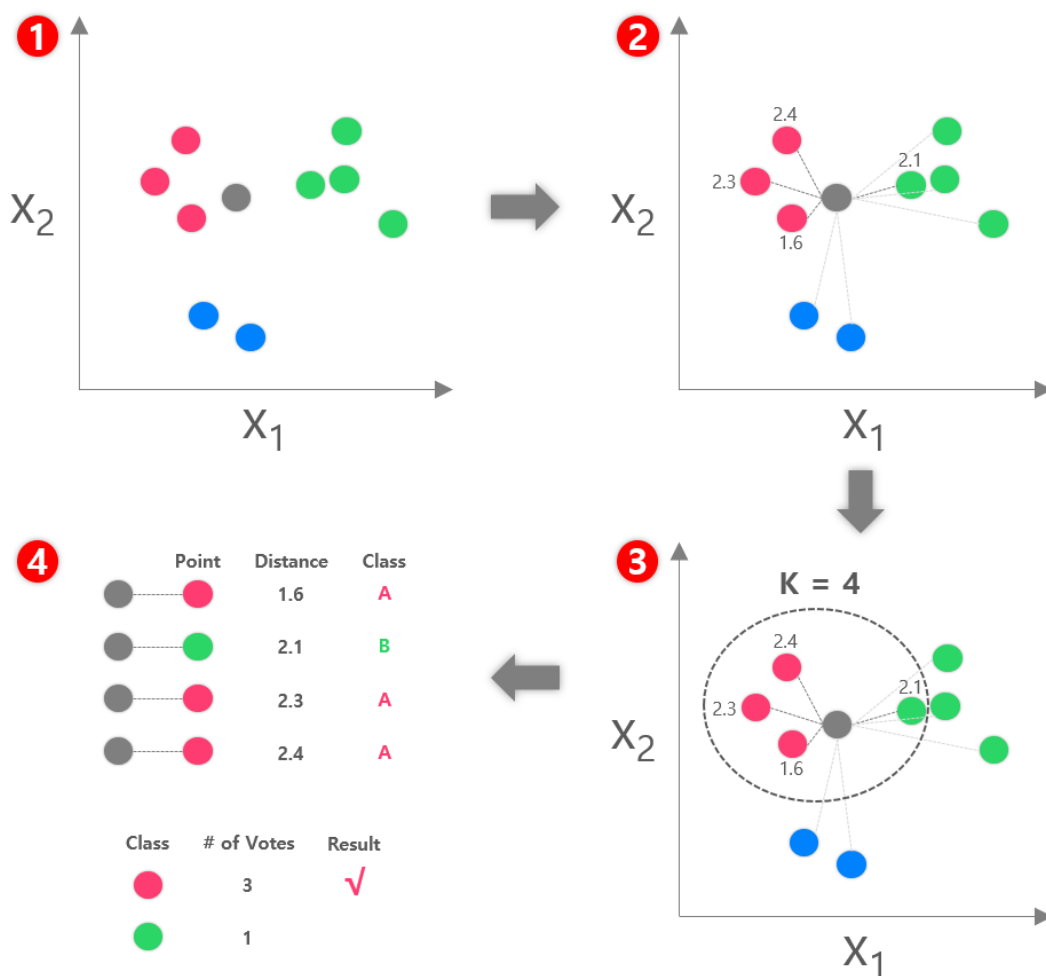 1
X2
X1
2
2.4
2.1
2.3
1.6
X2
X1
3
K = 4
2.4
2.1
2.3
1.6
X2
X1
4
Point Distance Class
1.6 A
2.1 B
2.3 A
2.4 A
Class # of Votes Result
3 √
1